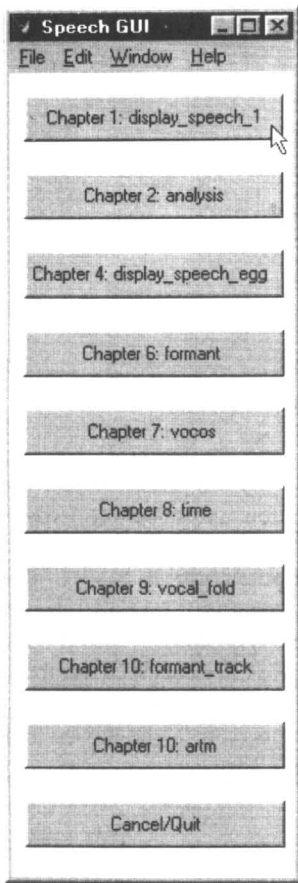 Speech GUI
File Edit Window Help
Chapter 1: display_speech_1
Chapter 2: analysis
Chapter 4: display_speech_egg
Chapter 6: formant
Chapter 7: vocos
Chapter 8: time
Chapter 9: vocal_fold
Chapter 10: formant_track
Chapter 10: artm
Cancel/Quit